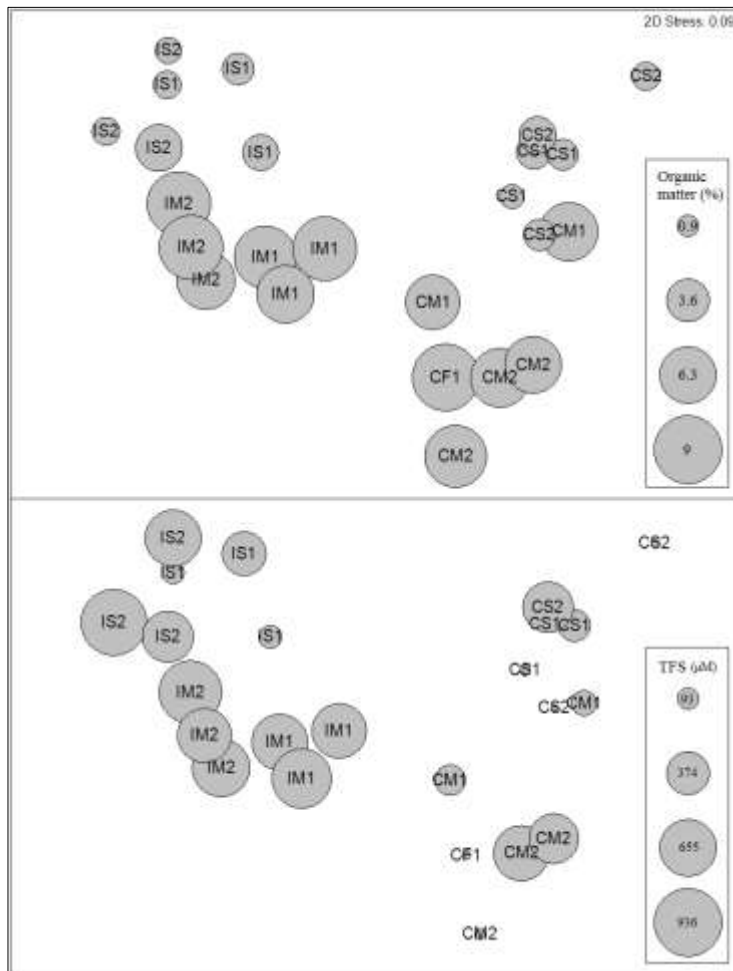 2D Stress: 0.09
IS2
IS1
IS1
CS2
IS2
IS2
IS1
CS2
CS1
CS1
CS1
CS2
CM1
IM2
IM2
IM2
IM1
IM1
IM1
CM1
CF1
CM2
CM2
CM2
Organic
matter (%)
0.9
3.6
6.3
9
IS2
IS1
IS1
CS2
IS2
IS2
IS1
CS2
CS1
CS1
CS1
CS2
CM1
IM2
IM2
IM2
IM1
IM1
IM1
CM1
CF1
CM2
CM2
CM2
TFS (µM)
93
374
655
936